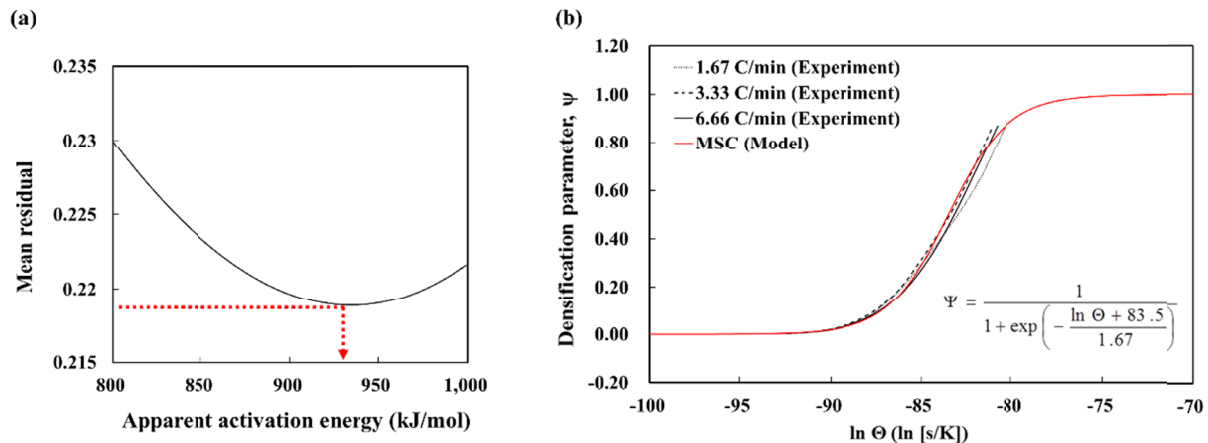 (a)
0.235
0.23
0.225
0.22
0.215
Mean residual
800
850
900
950
1,000
Apparent activation energy (kJ/mol)
(b)
1.20
1.00
0.80
0.60
0.40
0.20
0.00
-0.20
Densification parameter, ψ
1.67 C/min (Experiment)
3.33 C/min (Experiment)
6.66 C/min (Experiment)
MSC (Model)
Ψ = 1 / (1 + exp(− (ln Θ + 83 .5) / 1.67))
-100
-95
-90
-85
-80
-75
-70
ln Θ (ln [s/K])